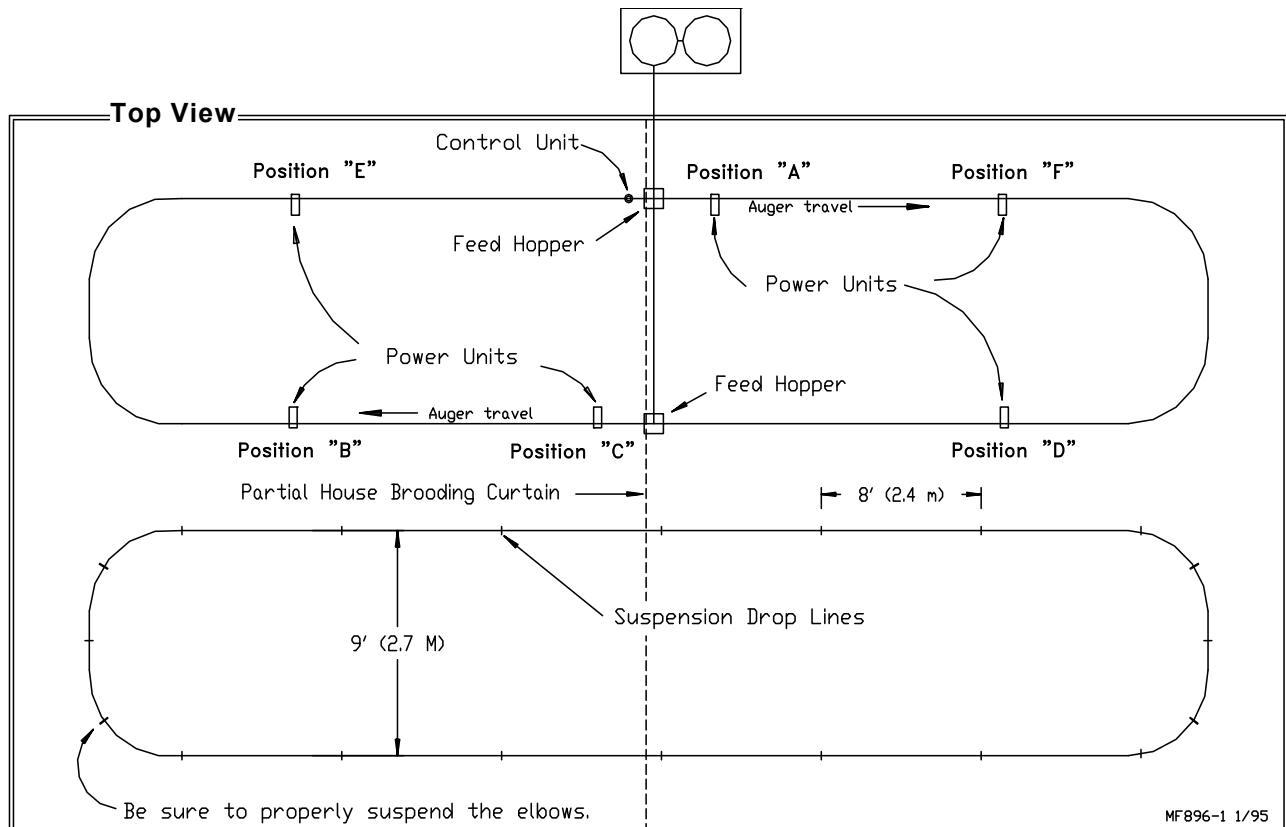 Top View
Control Unit
Position "E"
Position "A"
Position "F"
Auger travel
Feed Hopper
Power Units
Power Units
Feed Hopper
Auger travel
Position "B"
Position "C"
Position "D"
Partial House Brooding Curtain
8' (2.4 m)
Suspension Drop Lines
9' (2.7 M)
Be sure to properly suspend the elbows.
MF896-1 1/95